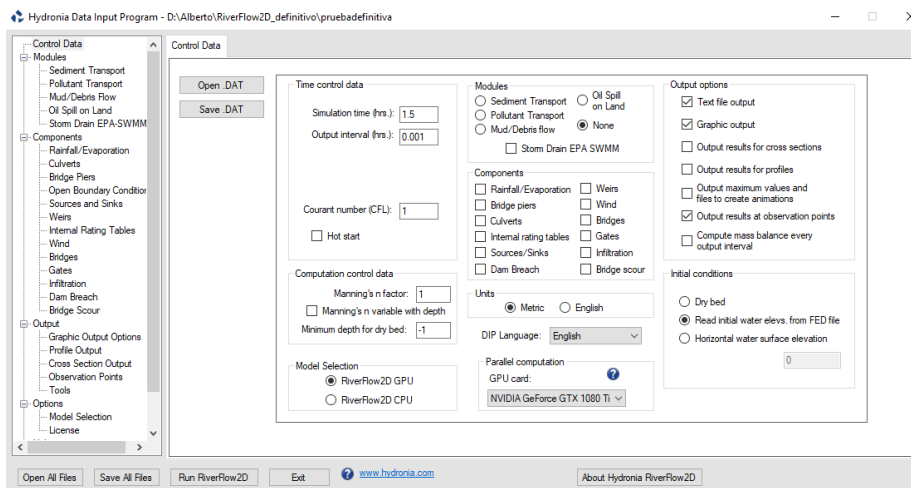 Hydronia Data Input Program - D:\Alberto\RiverFlow2D_definitivo\pruebadefinitiva
Control Data
Modules
Sediment Transport
Pollutant Transport
Mud/Debris Flow
Oil Spill on Land
Storm Drain EPA-SWMM
Components
Rainfall/Evaporation
Culverts
Bridge Piers
Open Boundary Condition
Sources and Sinks
Weirs
Internal Rating Tables
Wind
Bridges
Gates
Infiltration
Dam Breach
Bridge Scour
Output
Graphic Output Options
Profile Output
Cross Section Output
Observation Points
Tools
Options
Model Selection
License
Control Data
Open .DAT
Save .DAT
Time control data
Simulation time (hrs.): 1.5
Output interval (hrs.): 0.001
Courant number (CFL): 1
Hot start
Computation control data
Manning's n factor: 1
Manning's n variable with depth
Minimum depth for dry bed: -1
Model Selection
RiverFlow2D GPU
RiverFlow2D CPU
Modules
Sediment Transport
Pollutant Transport
Mud/Debris flow
Oil Spill
on Land
None
Storm Drain EPA SWMM
Components
Rainfall/Evaporation
Bridge piers
Culverts
Internal rating tables
Sources/Sinks
Dam Breach
Weirs
Wind
Bridges
Gates
Infiltration
Bridge scour
Units
Metric
English
DIP Language: English
Parallel computation
GPU card:
NVIDIA GeForce GTX 1080 Ti
Output options
Text file output
Graphic output
Output results for cross sections
Output results for profiles
Output maximum values and
files to create animations
Output results at observation points
Compute mass balance every
output interval
Initial conditions
Dry bed
Read initial water elevs. from FED file
Horizontal water surface elevation
0
Open All Files
Save All Files
Run RiverFlow2D
Exit
www.hydronia.com
About Hydronia RiverFlow2D